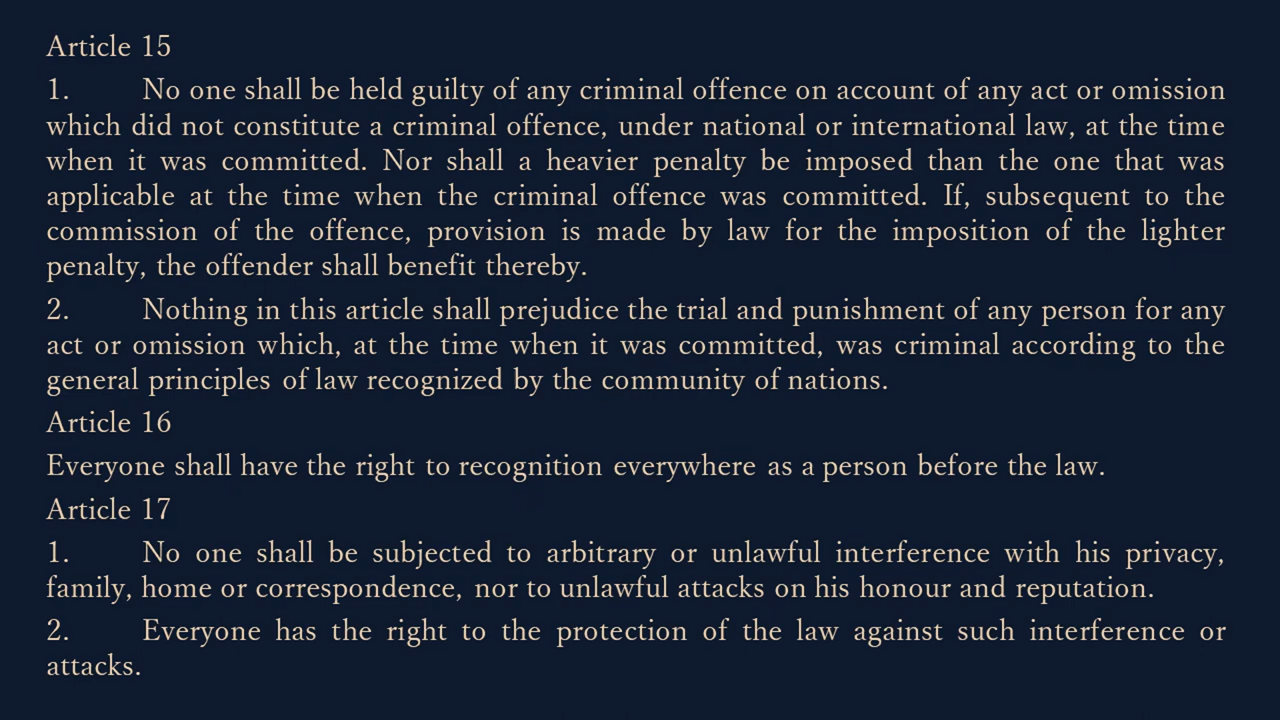 Article 15
1. No one shall be held guilty of any criminal offence on account of any act or omission
which did not constitute a criminal offence, under national or international law, at the time
when it was committed. Nor shall a heavier penalty be imposed than the one that was
applicable at the time when the criminal offence was committed. If, subsequent to the
commission of the offence, provision is made by law for the imposition of the lighter
penalty, the offender shall benefit thereby.
2. Nothing in this article shall prejudice the trial and punishment of any person for any
act or omission which, at the time when it was committed, was criminal according to the
general principles of law recognized by the community of nations.
Article 16
Everyone shall have the right to recognition everywhere as a person before the law.
Article 17
1. No one shall be subjected to arbitrary or unlawful interference with his privacy,
family, home or correspondence, nor to unlawful attacks on his honour and reputation.
2. Everyone has the right to the protection of the law against such interference or
attacks.